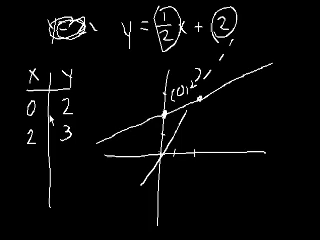 y = 1/2 x + 2
x y
0 2
2 3
(0,2)